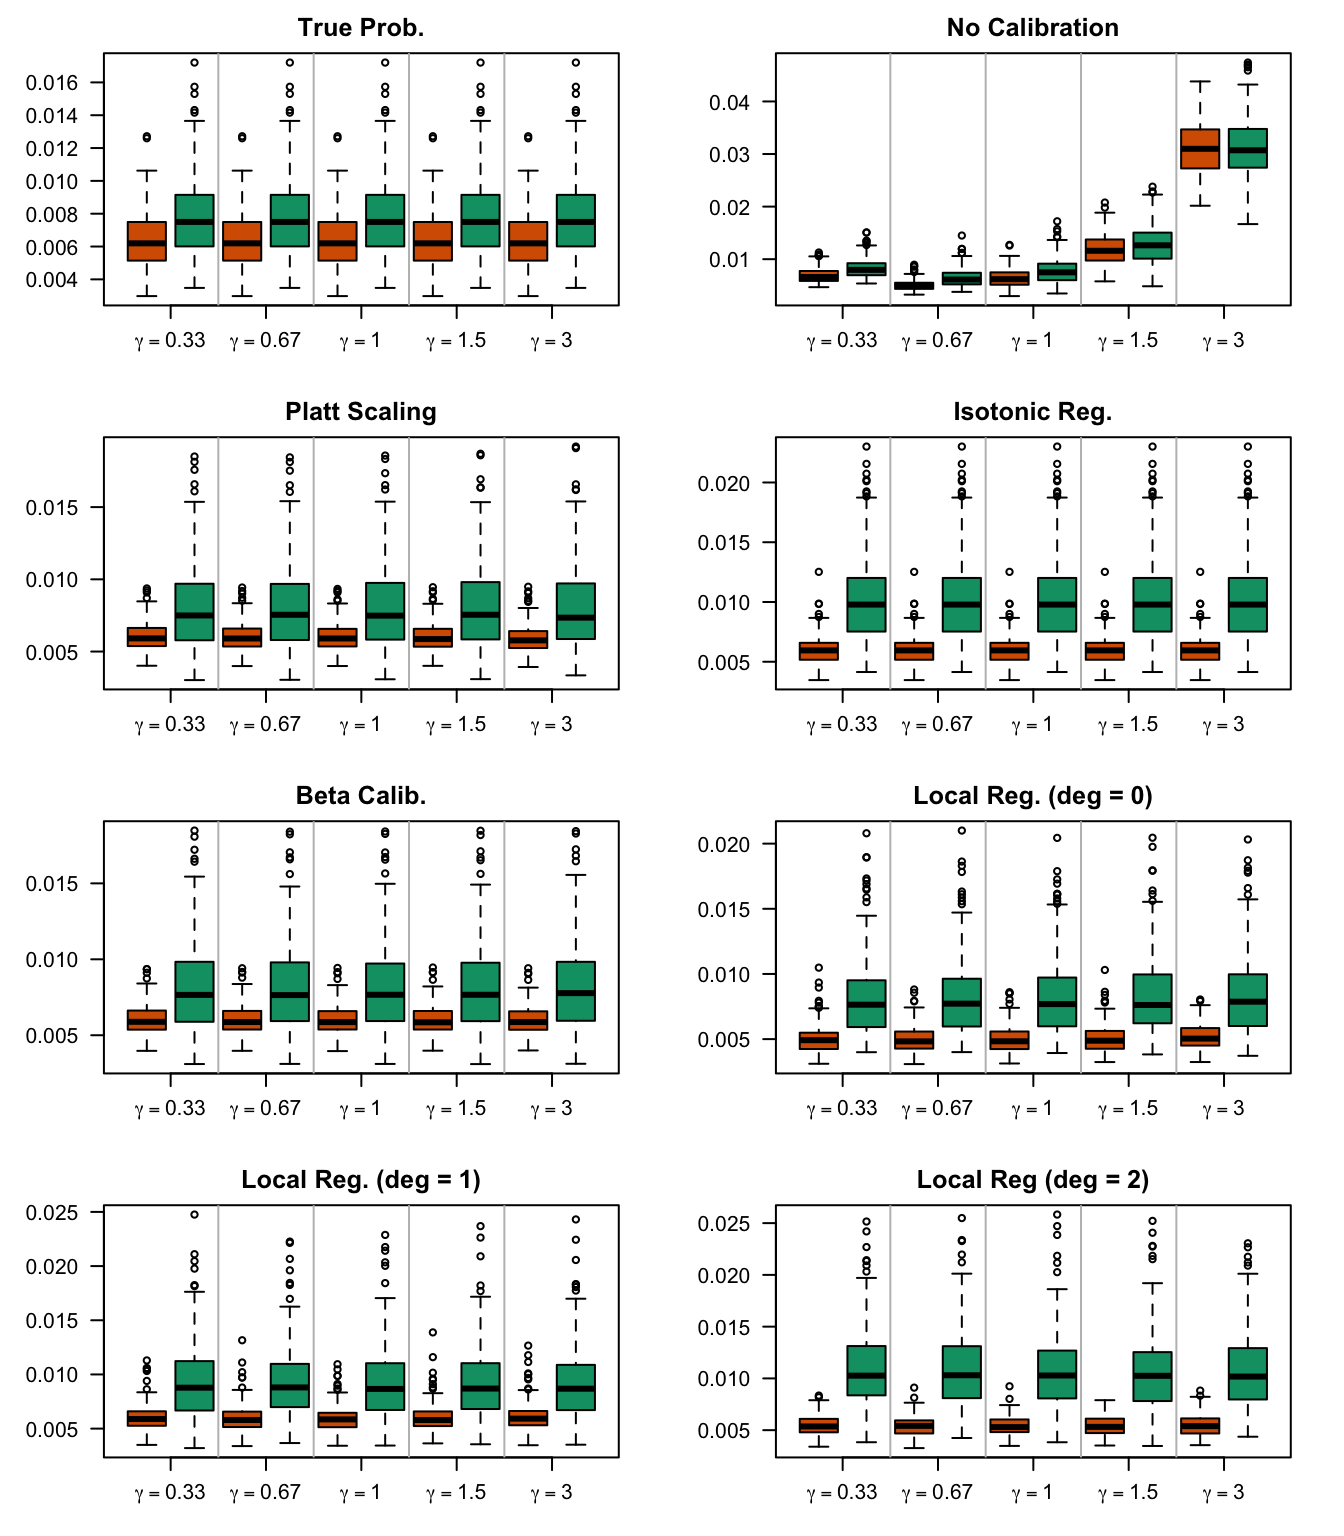 True Prob.
0.016
0.014
0.012
0.010
0.008
0.006
0.004
γ = 0.33 γ = 0.67 γ = 1 γ = 1.5 γ = 3
No Calibration
0.04
0.03
0.02
0.01
γ = 0.33 γ = 0.67 γ = 1 γ = 1.5 γ = 3
Platt Scaling
0.015
0.010
0.005
γ = 0.33 γ = 0.67 γ = 1 γ = 1.5 γ = 3
Isotonic Reg.
0.020
0.015
0.010
0.005
γ = 0.33 γ = 0.67 γ = 1 γ = 1.5 γ = 3
Beta Calib.
0.015
0.010
0.005
γ = 0.33 γ = 0.67 γ = 1 γ = 1.5 γ = 3
Local Reg. (deg = 0)
0.020
0.015
0.010
0.005
γ = 0.33 γ = 0.67 γ = 1 γ = 1.5 γ = 3
Local Reg. (deg = 1)
0.025
0.020
0.015
0.010
0.005
γ = 0.33 γ = 0.67 γ = 1 γ = 1.5 γ = 3
Local Reg (deg = 2)
0.025
0.020
0.015
0.010
0.005
γ = 0.33 γ = 0.67 γ = 1 γ = 1.5 γ = 3